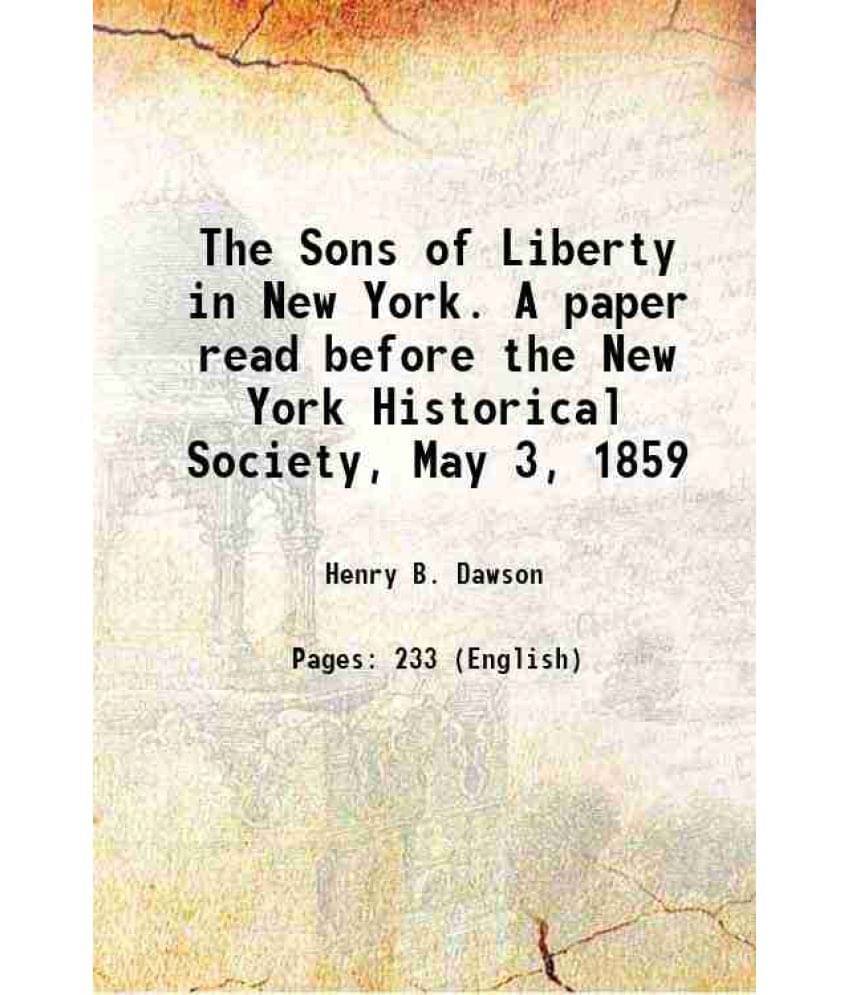 The Sons of Liberty
in New York. A paper
read before the New
York Historical
Society, May 3, 1859
Henry B. Dawson
Pages: 233 (English)